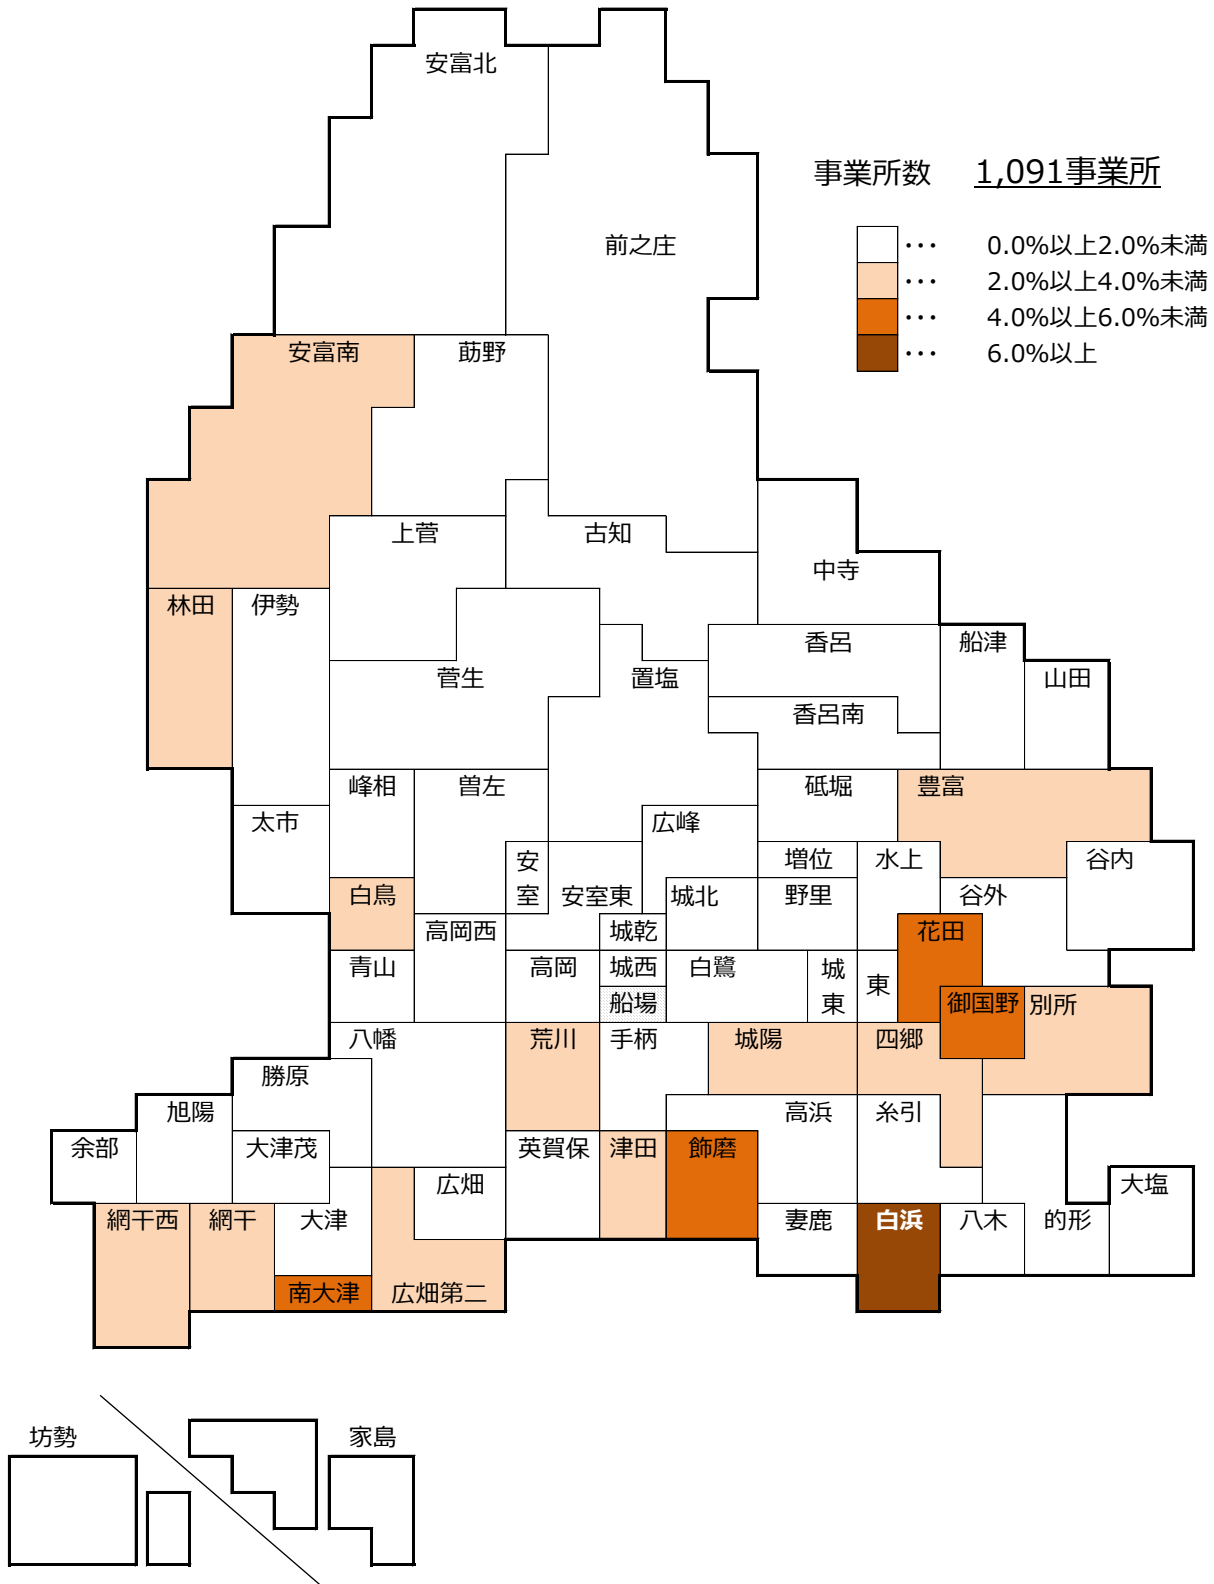 安富北
事業所数 1,091事業所
前之庄
… 0.0%以上2.0%未満
… 2.0%以上4.0%未満
… 4.0%以上6.0%未満
… 6.0%以上
安富南 莇野
上菅 古知
中寺
林田 伊勢
香呂 船津
菅生 置塩 山田
香呂南
峰相 曽左 砥堀 豊富
太市 広峰
安室 増位 水上 谷内
白鳥 安室東 城北 野里 谷外
高岡西 城乾 花田
青山 高岡 城西 白鷺 城東 東
船場 御国野 別所
八幡 荒川 手柄 城陽 四郷
勝原
旭陽 高浜 糸引
余部 大津茂 英賀保 津田 飾磨
広畑 大塩
網干西 網干 大津 妻鹿 白浜 八木 的形
南大津 広畑第二
坊勢 家島